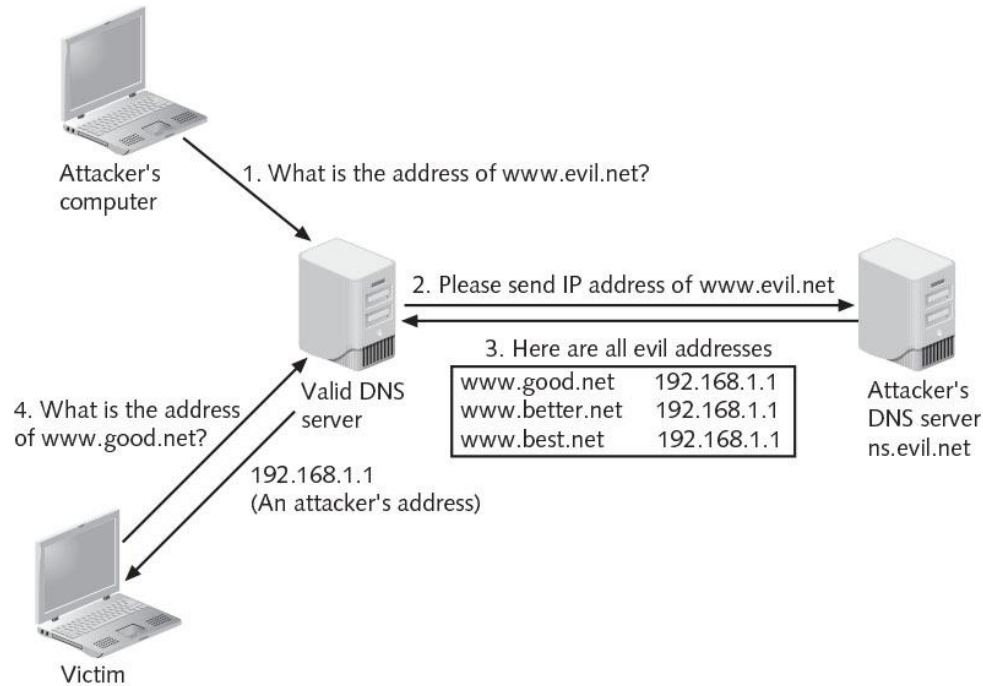 Attacker's
computer
1. What is the address of www.evil.net?
2. Please send IP address of www.evil.net
3. Here are all evil addresses
www.good.net 192.168.1.1
www.better.net 192.168.1.1
www.best.net 192.168.1.1
Valid DNS
server
Attacker's
DNS server
ns.evil.net
4. What is the address
of www.good.net?
192.168.1.1
(An attacker's address)
Victim